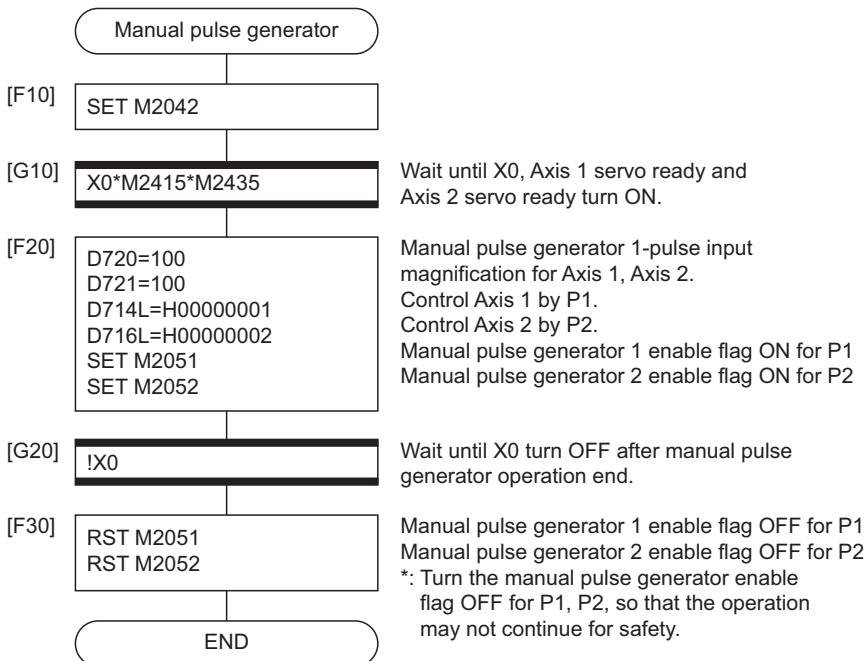 Manual pulse generator
[F10]
SET M2042
[G10]
X0*M2415*M2435
Wait until X0, Axis 1 servo ready and
Axis 2 servo ready turn ON.
[F20]
D720=100
D721=100
D714L=H00000001
D716L=H00000002
SET M2051
SET M2052
Manual pulse generator 1-pulse input
magnification for Axis 1, Axis 2.
Control Axis 1 by P1.
Control Axis 2 by P2.
Manual pulse generator 1 enable flag ON for P1
Manual pulse generator 2 enable flag ON for P2
[G20]
!X0
Wait until X0 turn OFF after manual pulse
generator operation end.
[F30]
RST M2051
RST M2052
Manual pulse generator 1 enable flag OFF for P1
Manual pulse generator 2 enable flag OFF for P2
*: Turn the manual pulse generator enable
flag OFF for P1, P2, so that the operation
may not continue for safety.
END